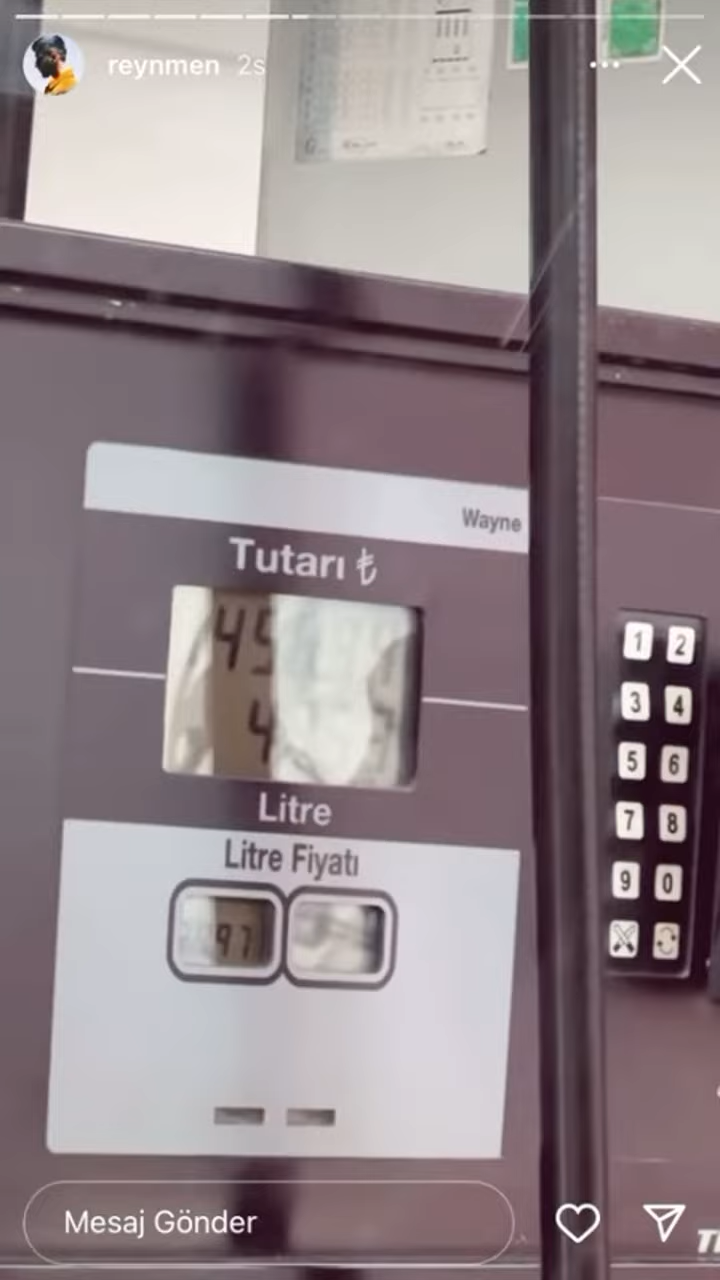 reynmen 2s
Wayne
Tutarı ₺
45
4
Litre
Litre Fiyatı
97
1 2
3 4
5 6
7 8
9 0
Mesaj Gönder